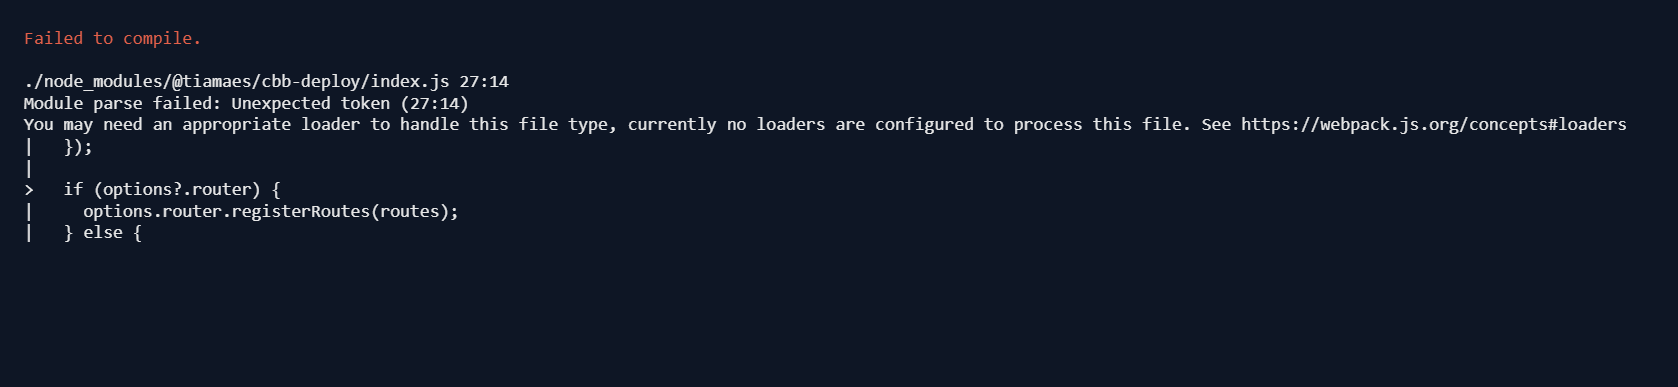 Failed to compile.
./node_modules/@tiamaes/cbb-deploy/index.js 27:14
Module parse failed: Unexpected token (27:14)
You may need an appropriate loader to handle this file type, currently no loaders are configured to process this file. See https://webpack.js.org/concepts#loaders
|   });
|
>   if (options?.router) {
|     options.router.registerRoutes(routes);
|   } else {